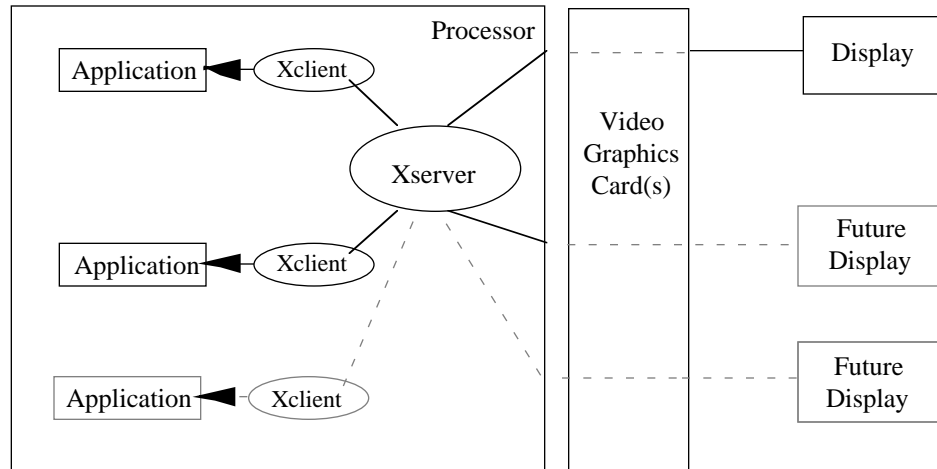 Processor
Application
Xclient
Display
Video
Graphics
Card(s)
Xserver
Application
Xclient
Future
Display
Application
Xclient
Future
Display